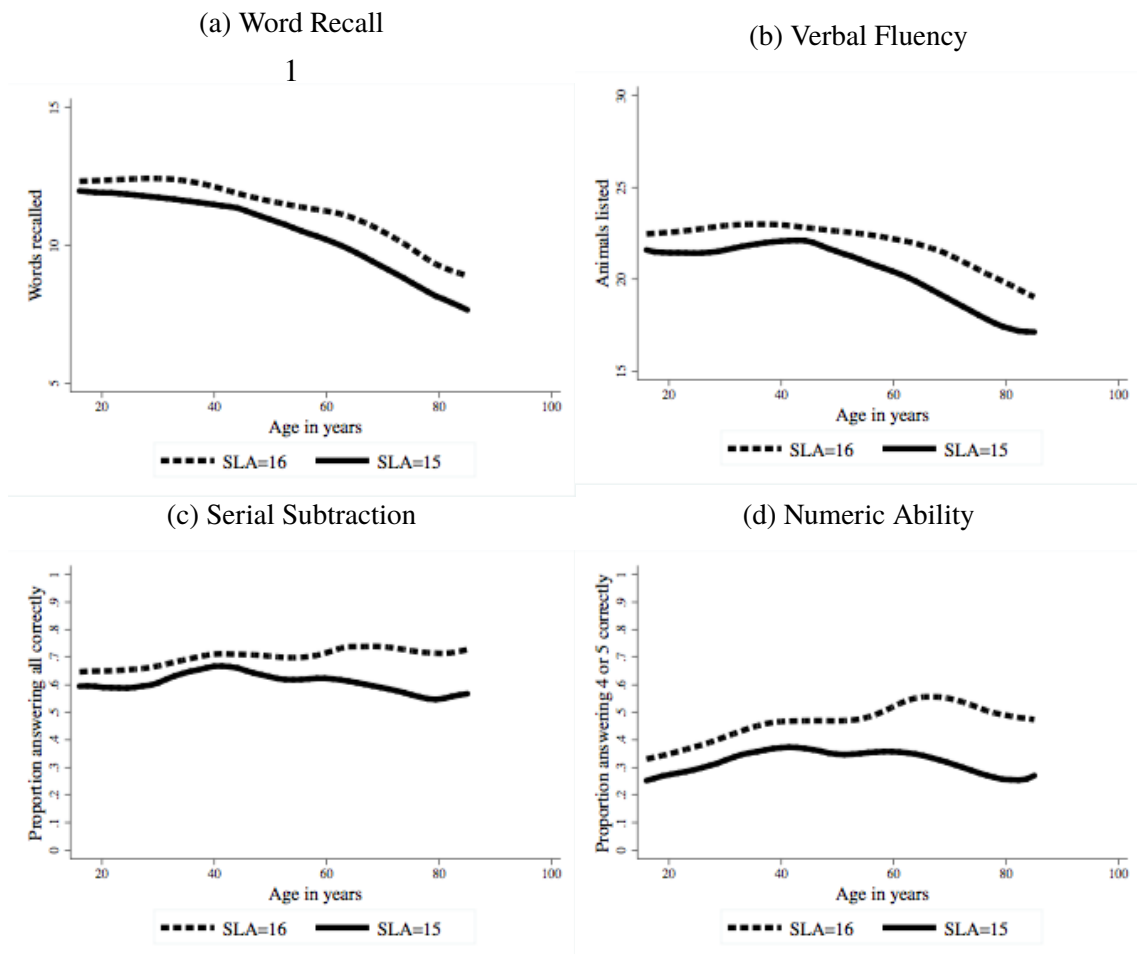 (a) Word Recall
1
15
10
5
Words recalled
20 40 60 80 100
Age in years
SLA=16 SLA=15
(b) Verbal Fluency
30
25
20
15
Animals listed
20 40 60 80 100
Age in years
SLA=16 SLA=15
(c) Serial Subtraction
1
.9
.8
.7
.6
.5
.4
.3
.2
.1
0
Proportion answering all correctly
20 40 60 80 100
Age in years
SLA=16 SLA=15
(d) Numeric Ability
1
.9
.8
.7
.6
.5
.4
.3
.2
.1
0
Proportion answering 4 or 5 correctly
20 40 60 80 100
Age in years
SLA=16 SLA=15